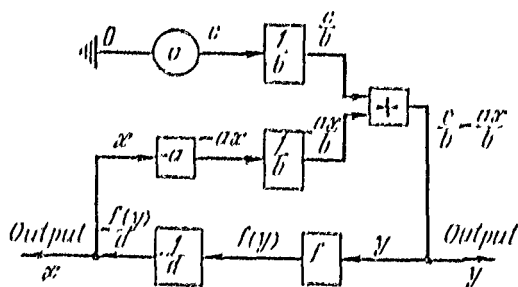 0
o
c
1/b
c/b
+
c/b - ax/b
x
-a
-ax
1/b
-ax/b
Output
x
-f(y)/d
-1/d
f(y)
f
y
Output
y